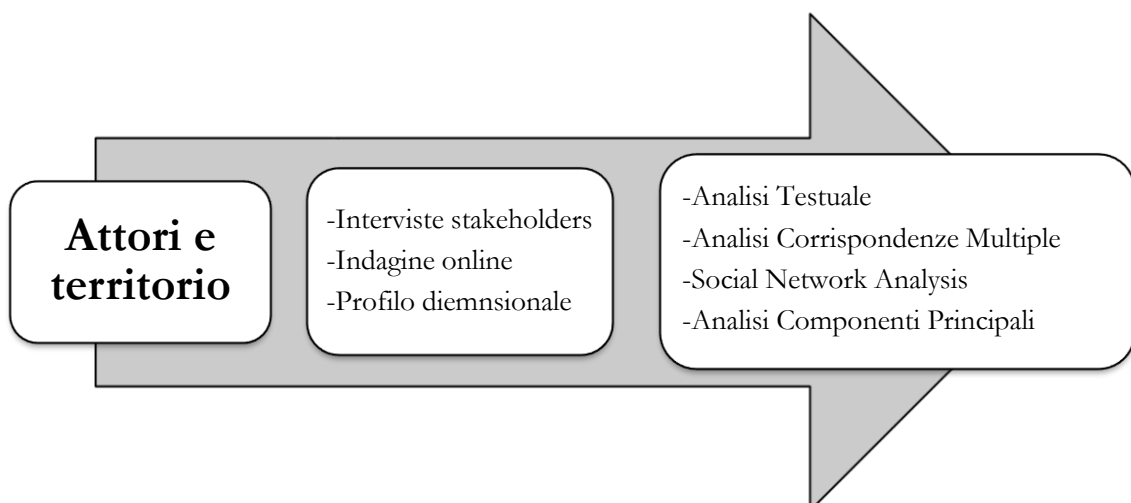 Attori e
territorio
-Interviste stakeholders
-Indagine online
-Profilo diemnsionale
-Analisi Testuale
-Analisi Corrispondenze Multiple
-Social Network Analysis
-Analisi Componenti Principali